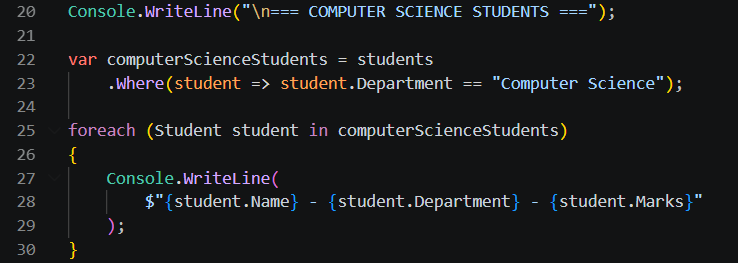 20 Console.WriteLine("\n=== COMPUTER SCIENCE STUDENTS ===");
21
22 var computerScienceStudents = students
23     .Where(student => student.Department == "Computer Science");
24
25 foreach (Student student in computerScienceStudents)
26 {
27     Console.WriteLine(
28         $"{student.Name} - {student.Department} - {student.Marks}"
29     );
30 }